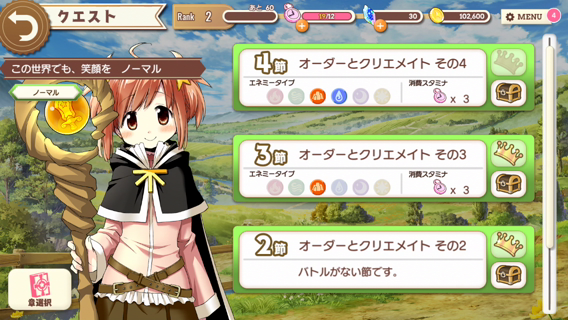 クエスト
Rank 2
あと 60
19/12
30
102,600
MENU
4
この世界でも、笑顔を ノーマル
ノーマル
4節 オーダーとクリエメイト その4
エネミータイプ
消費スタミナ
x 3
3節 オーダーとクリエメイト その3
エネミータイプ
消費スタミナ
x 3
2節 オーダーとクリエメイト その2
バトルがない節です。
章選択